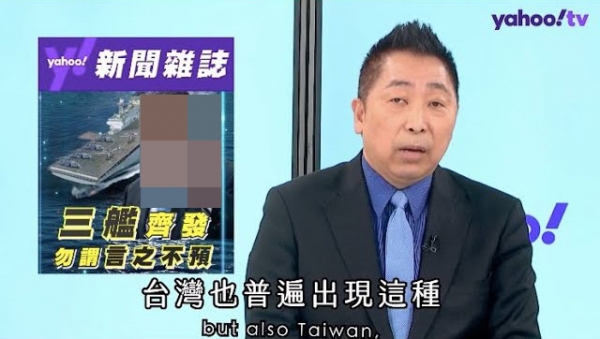 yahoo!tv
yahoo!
新聞雜誌
三艦齊發
勿謂言之不預
yahoo!
台灣也普遍出現這種
but also Taiwan,